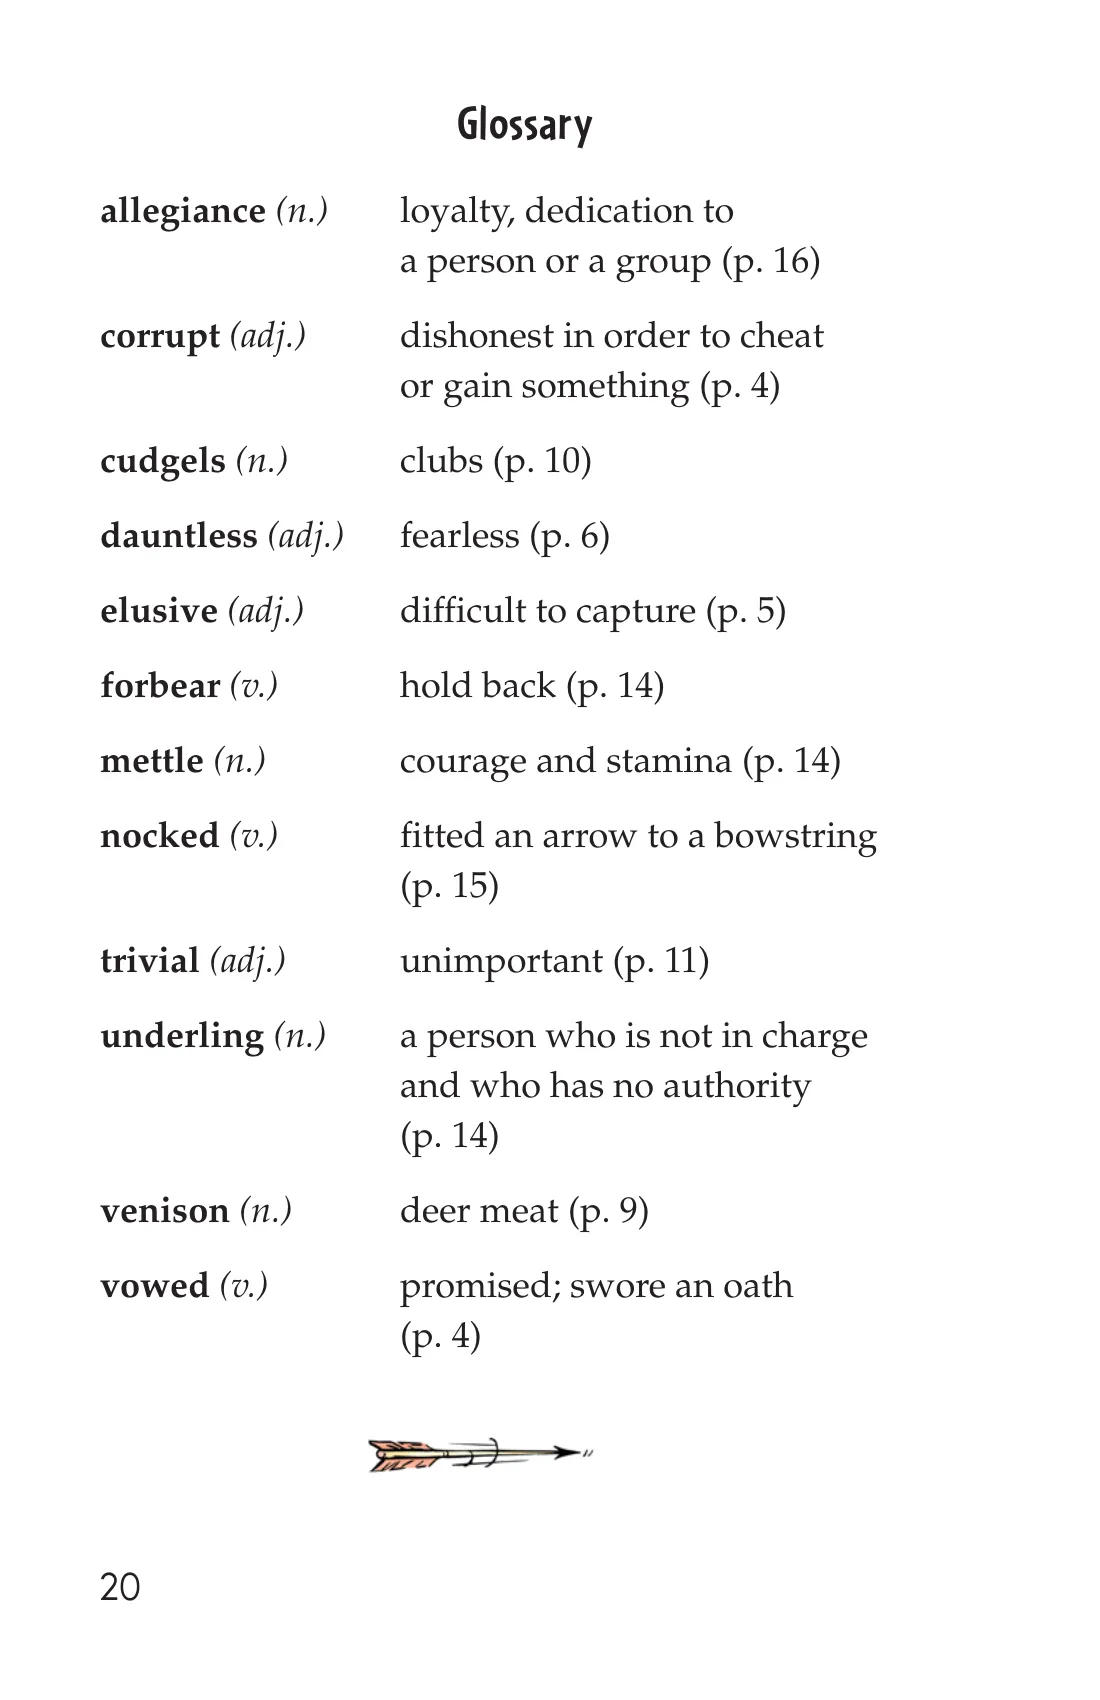 Glossary
allegiance (n.) loyalty, dedication to
a person or a group (p. 16)
corrupt (adj.) dishonest in order to cheat
or gain something (p. 4)
cudgels (n.) clubs (p. 10)
dauntless (adj.) fearless (p. 6)
elusive (adj.) difficult to capture (p. 5)
forbear (v.) hold back (p. 14)
mettle (n.) courage and stamina (p. 14)
nocked (v.) fitted an arrow to a bowstring
(p. 15)
trivial (adj.) unimportant (p. 11)
underling (n.) a person who is not in charge
and who has no authority
(p. 14)
venison (n.) deer meat (p. 9)
vowed (v.) promised; swore an oath
(p. 4)
20